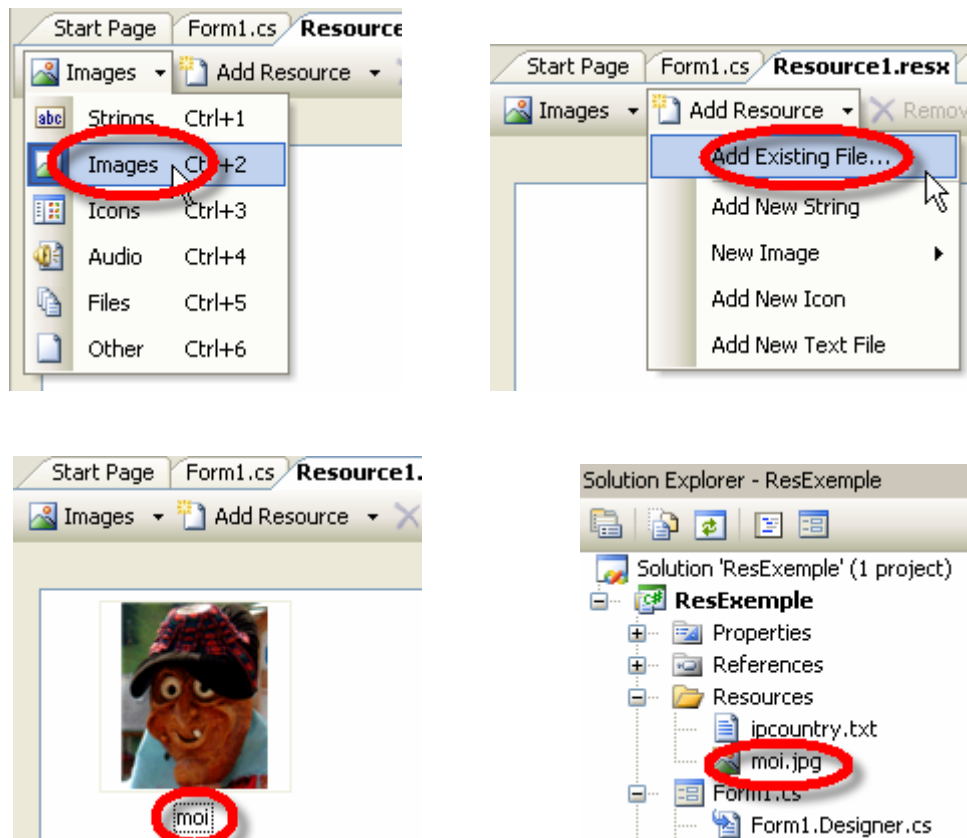 Start Page Form1.cs Resource
Images Add Resource
abc Strings Ctrl+1
Images Ctrl+2
Icons Ctrl+3
Audio Ctrl+4
Files Ctrl+5
Other Ctrl+6
Start Page Form1.cs Resource1.resx
Images Add Resource Remov
Add Existing File...
Add New String
New Image
Add New Icon
Add New Text File
Start Page Form1.cs Resource1.
Images Add Resource
moi
Solution Explorer - ResExemple
Solution 'ResExemple' (1 project)
C# ResExemple
Properties
References
Resources
ipcountry.txt
moi.jpg
Form1.cs
Form1.Designer.cs